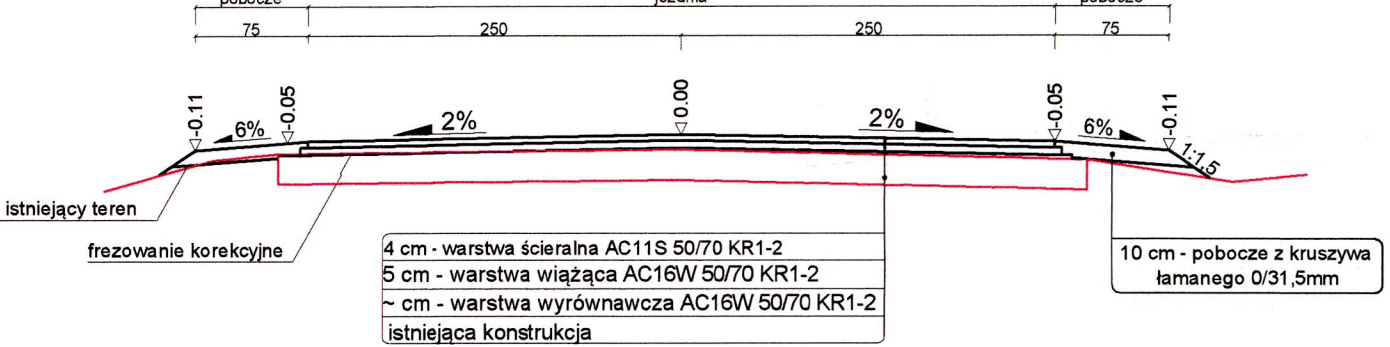 pobocze jezdnia pobocze
75 250 250 75
-0.11 -0.05 0.00 -0.05 -0.11
6% 2% 2% 6%
1:1,5
istniejący teren
frezowanie korekcyjne
4 cm - warstwa ścieralna AC11S 50/70 KR1-2
5 cm - warstwa wiążąca AC16W 50/70 KR1-2
~ cm - warstwa wyrównawcza AC16W 50/70 KR1-2
istniejąca konstrukcja
10 cm - pobocze z kruszywa
łamanego 0/31,5mm